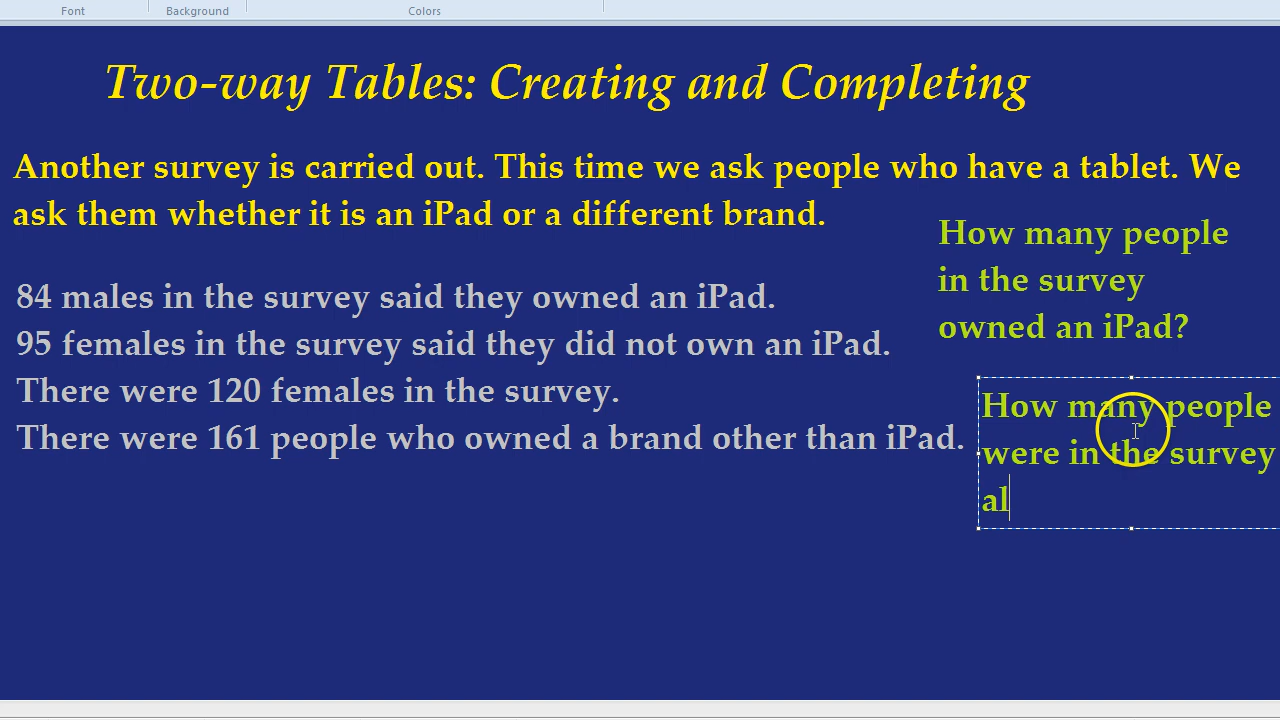 Font
Background
Colors
Two-way Tables: Creating and Completing
Another survey is carried out. This time we ask people who have a tablet. We
ask them whether it is an iPad or a different brand.
84 males in the survey said they owned an iPad.
95 females in the survey said they did not own an iPad.
There were 120 females in the survey.
There were 161 people who owned a brand other than iPad.
How many people
in the survey
owned an iPad?
How many people
were in the survey
al